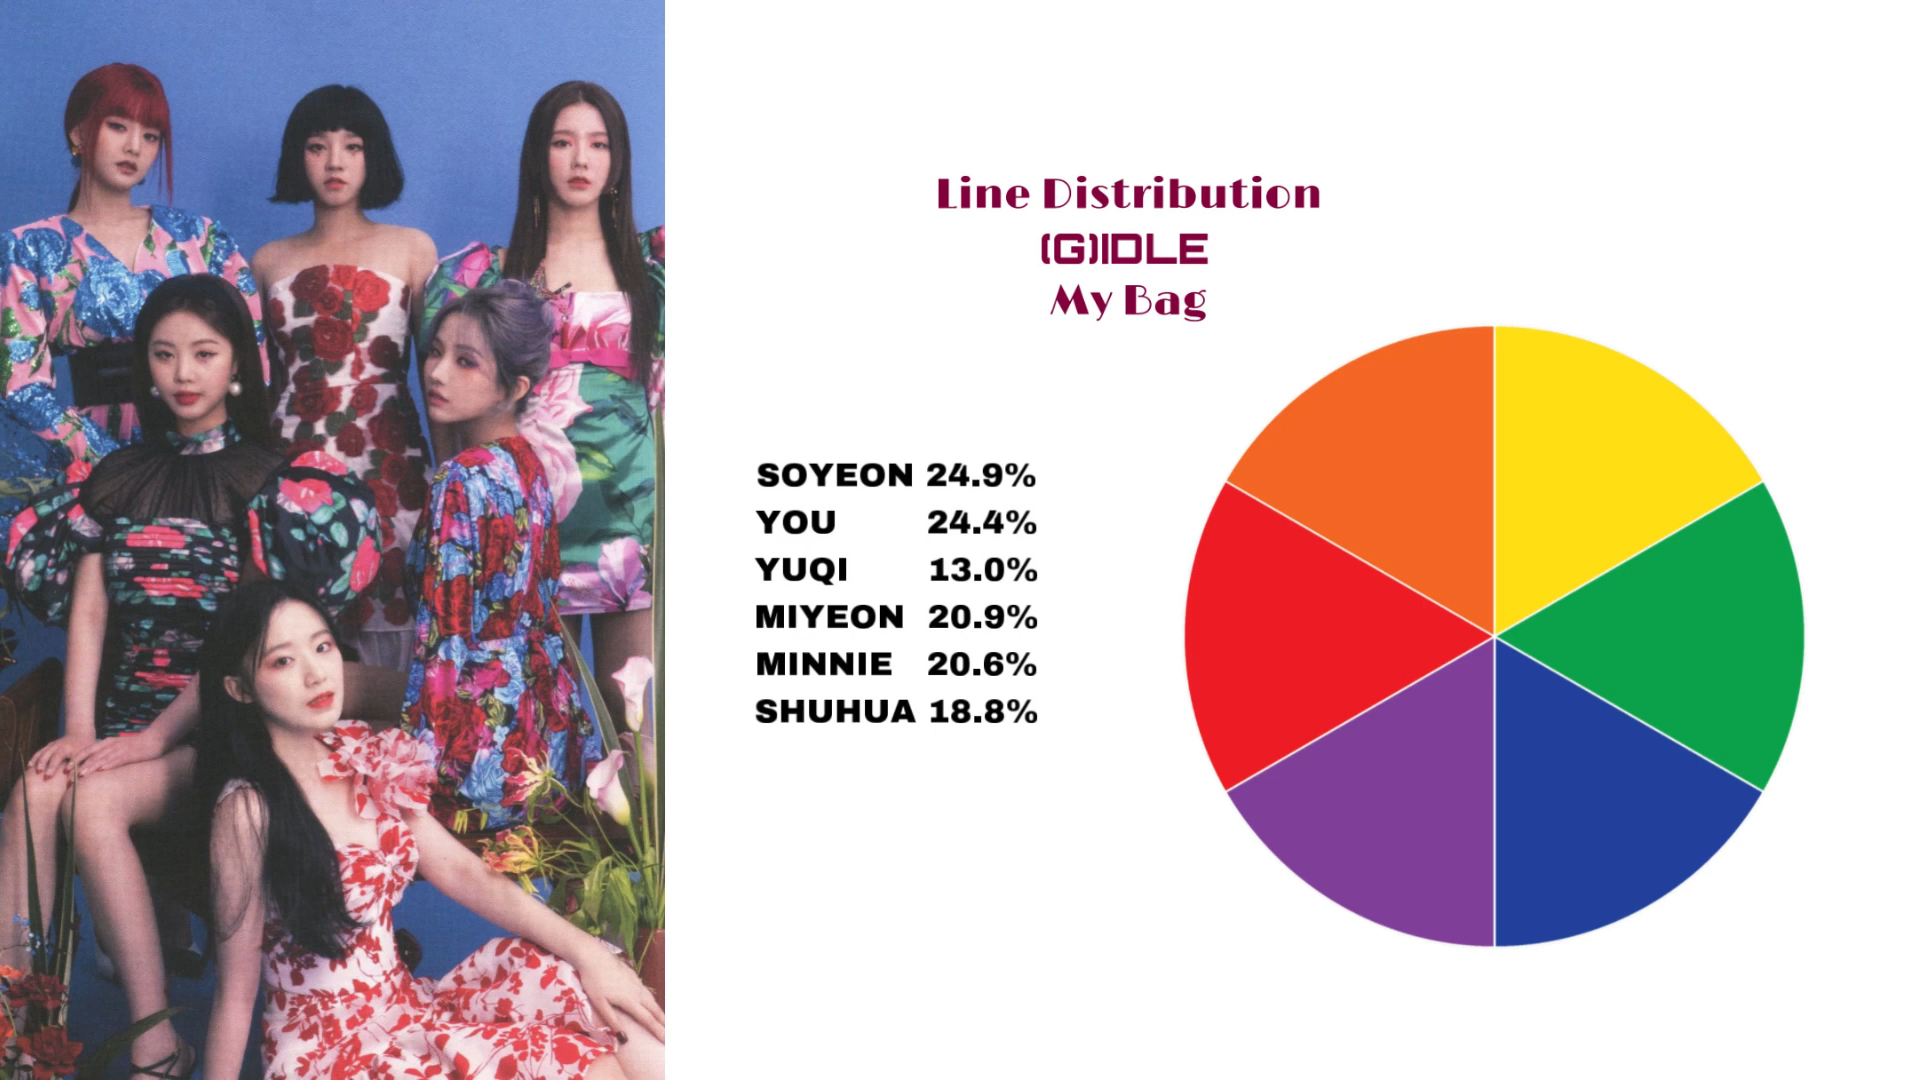 Line Distribution
(G)IDLE
My Bag
SOYEON 24.9%
YOU 24.4%
YUQI 13.0%
MIYEON 20.9%
MINNIE 20.6%
SHUHUA 18.8%